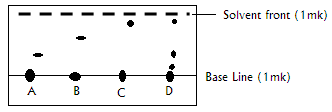 Solvent front (1mk)
Base Line (1mk)
A B C D